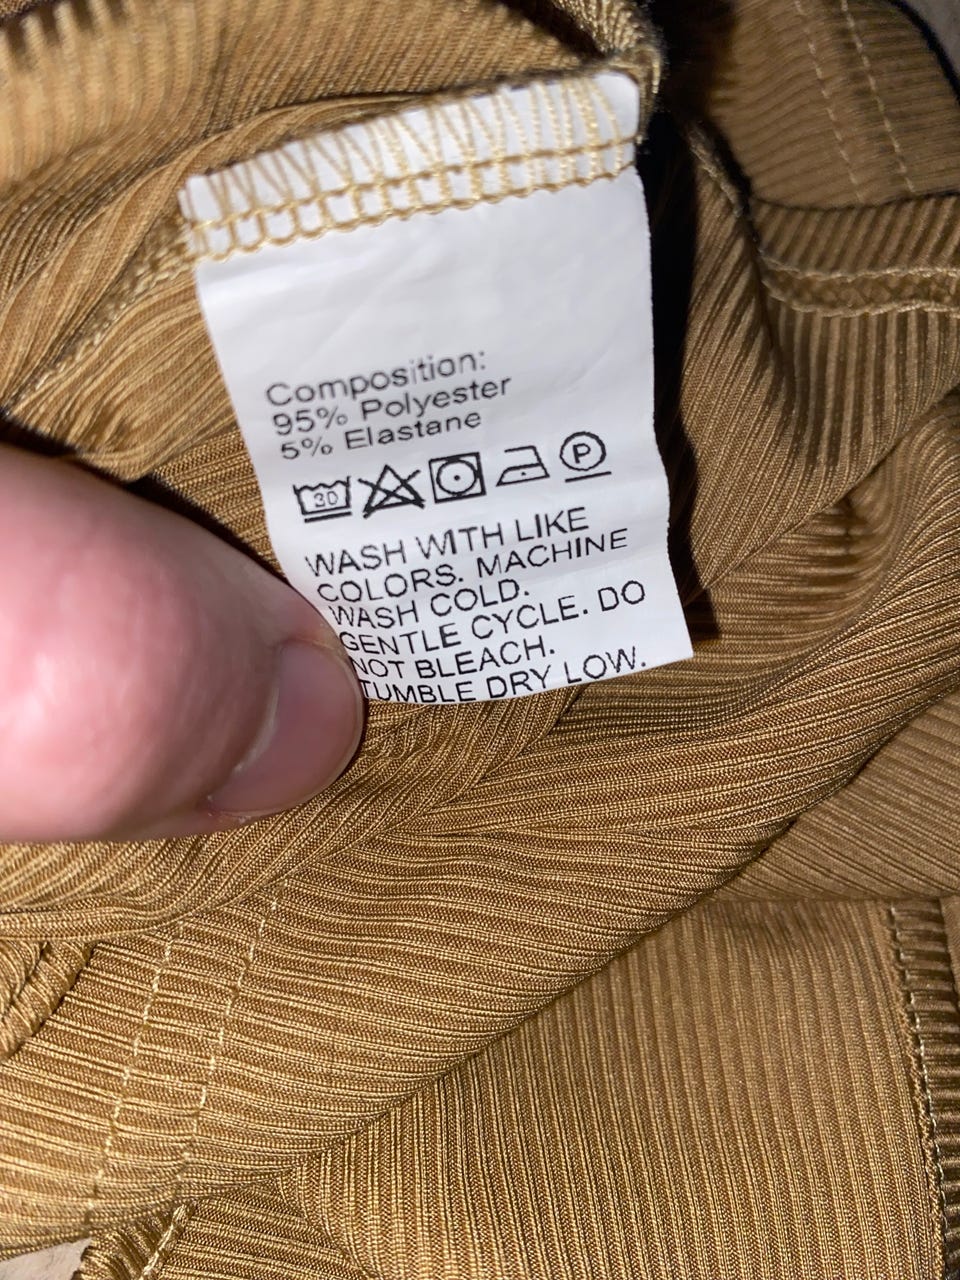 Composition:
95% Polyester
5% Elastane
30 P
WASH WITH LIKE
COLORS. MACHINE
WASH COLD.
GENTLE CYCLE. DO
NOT BLEACH.
TUMBLE DRY LOW.